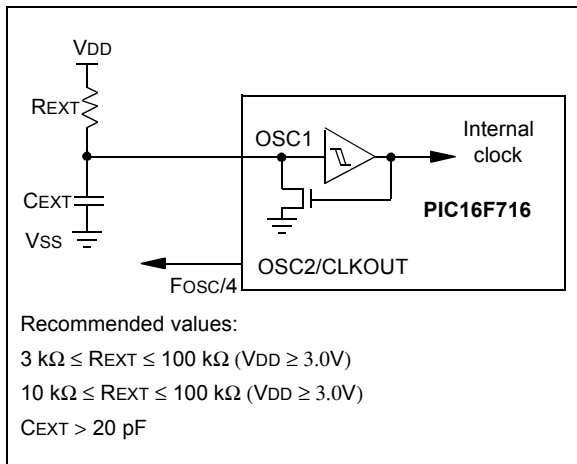 VDD
REXT
OSC1
Internal
clock
CEXT
PIC16F716
VSS
OSC2/CLKOUT
FOSC/4
Recommended values:
3 kΩ ≤ REXT ≤ 100 kΩ (VDD ≥ 3.0V)
10 kΩ ≤ REXT ≤ 100 kΩ (VDD ≥ 3.0V)
CEXT > 20 pF